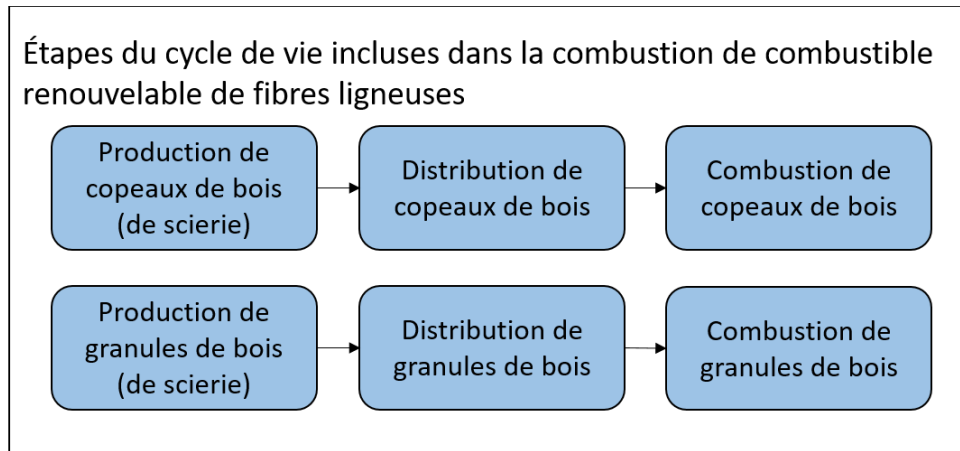 Étapes du cycle de vie incluses dans la combustion de combustible
renouvelable de fibres ligneuses
Production de
copeaux de bois
(de scierie)
Distribution de
copeaux de bois
Combustion de
copeaux de bois
Production de
granules de bois
(de scierie)
Distribution de
granules de bois
Combustion de
granules de bois